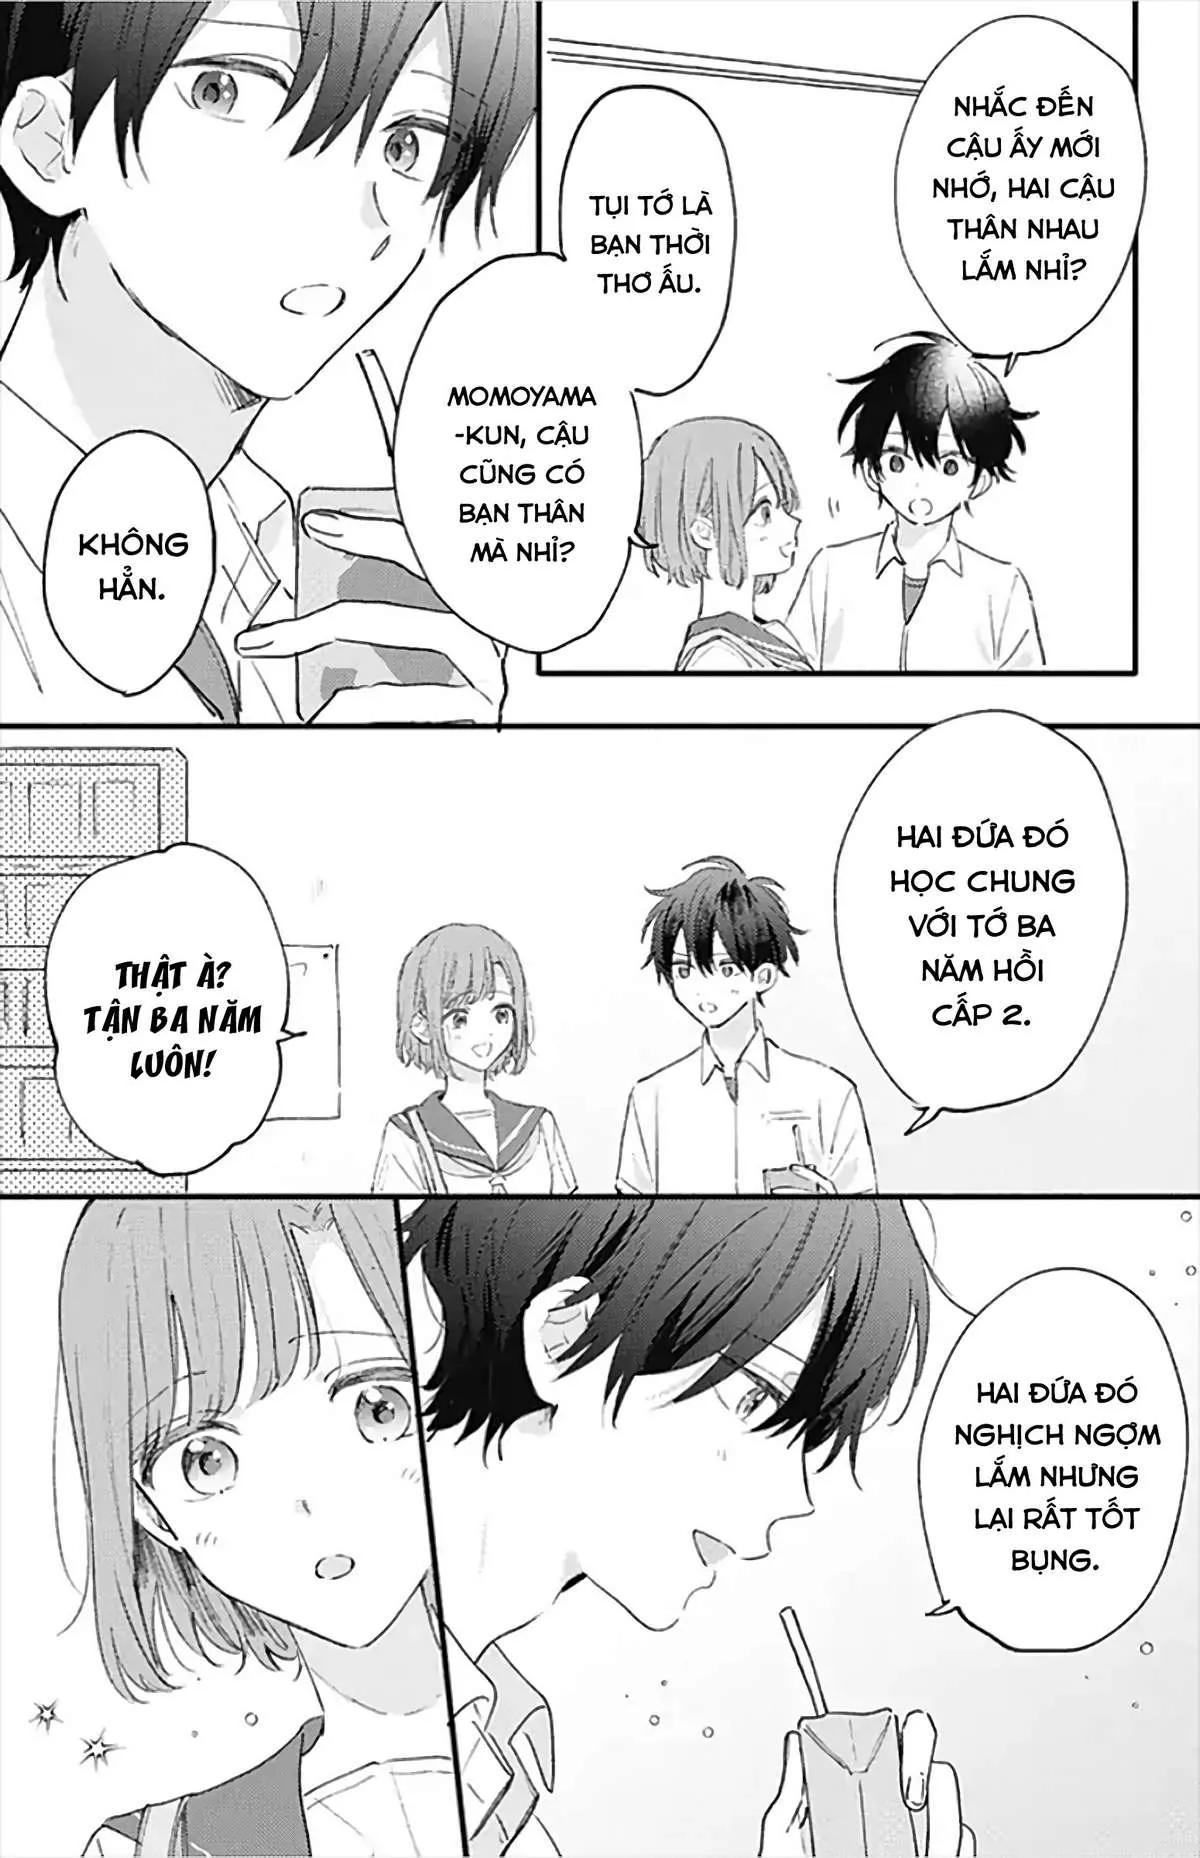 NHẮC ĐẾN
CẬU ẤY MỚI
NHỚ, HAI CẬU
THÂN NHAU
LẮM NHỈ?
TỤI TỚ LÀ
BẠN THỜI
THƠ ẤU.
MOMOYAMA
-KUN, CẬU
CŨNG CÓ
BẠN THÂN
MÀ NHỈ?
KHÔNG
HẲN.
HAI ĐỨA ĐÓ
HỌC CHUNG
VỚI TỚ BA
NĂM HỒI
CẤP 2.
THẬT À?
TẬN BA NĂM
LUÔN!
HAI ĐỨA ĐÓ
NGHỊCH NGỢM
LẮM NHƯNG
LẠI RẤT TỐT
BỤNG.